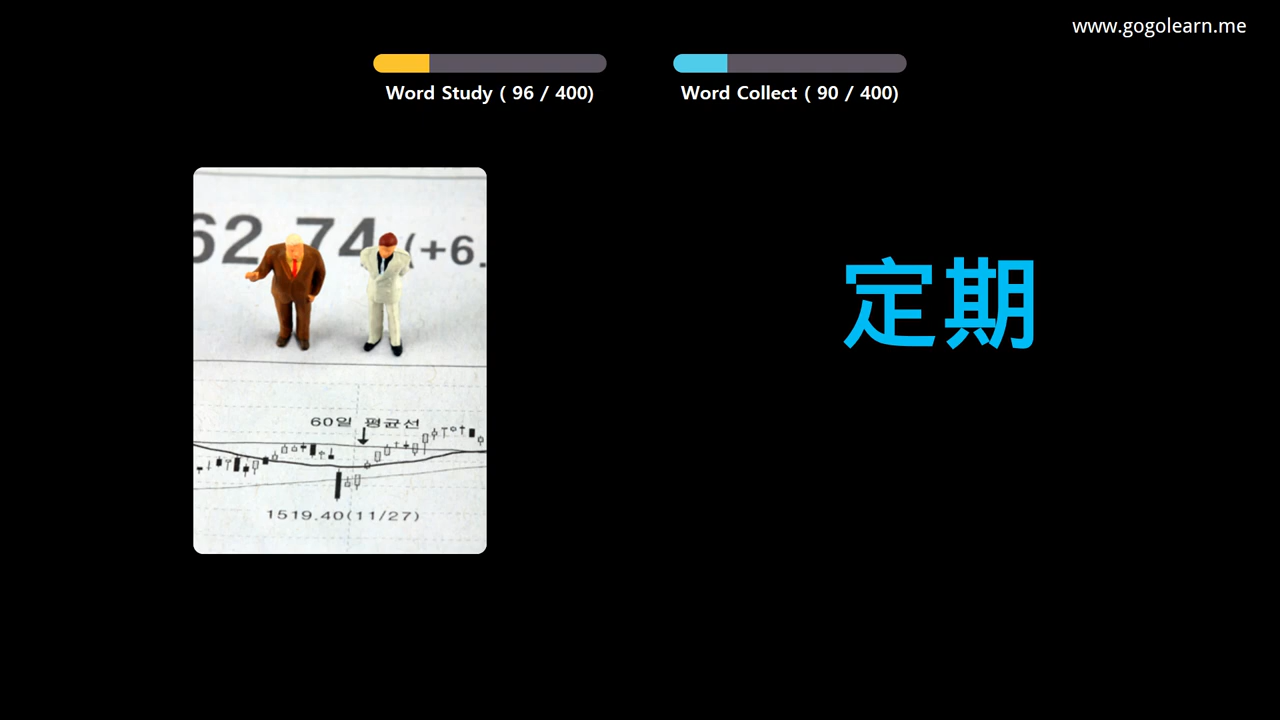 www.gogolearn.me
Word Study ( 96 / 400)
Word Collect ( 90 / 400)
62.74 (+6.
定期
60일 평균선
1519.40(11/27)